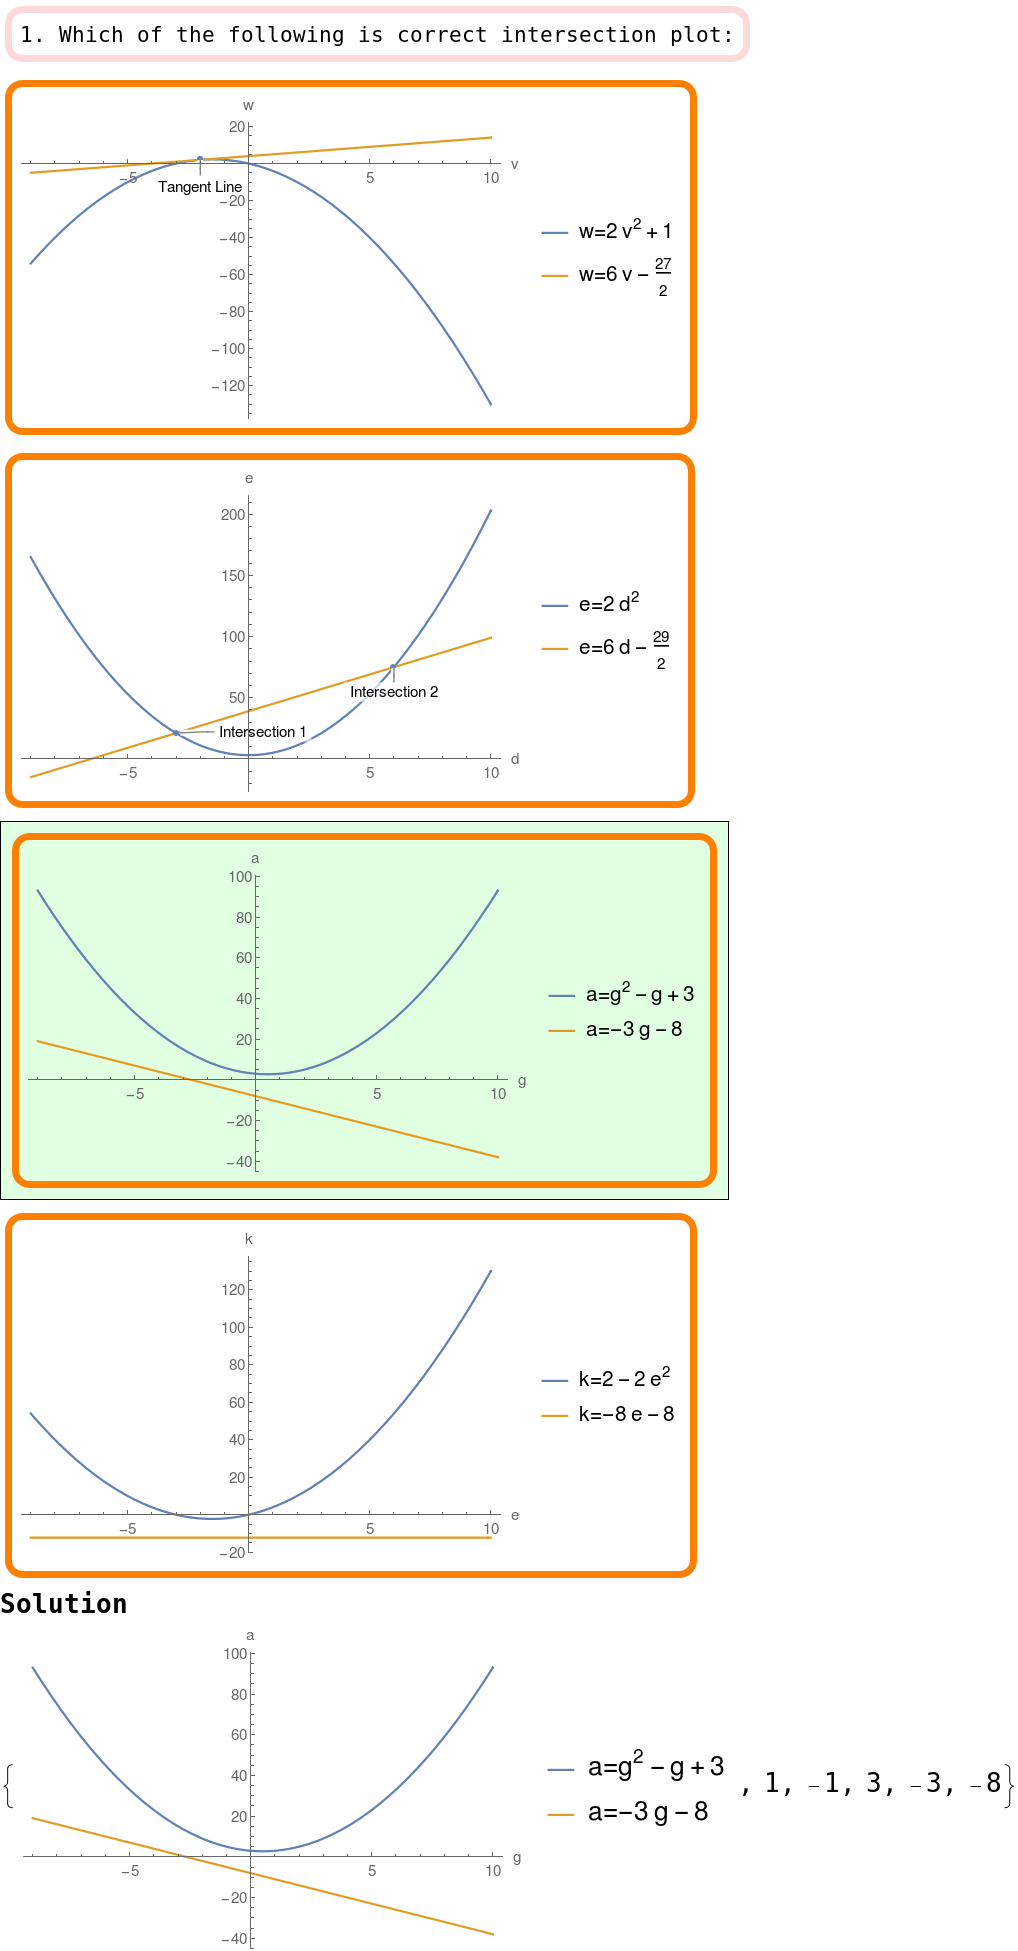 1. Which of the following is correct intersection plot:
w
20
v
-5
5
10
Tangent Line
-20
-40
-60
-80
-100
-120
w=2 v² + 1
w=6 v - 27/2
e
200
150
100
50
Intersection 2
Intersection 1
-5
5
10
d
e=2 d²
e=6 d - 29/2
a
100
80
60
40
20
g
-5
5
10
-20
-40
a=g² - g + 3
a=-3 g - 8
k
120
100
80
60
40
20
e
-5
5
10
-20
k=2 - 2 e²
k=-8 e - 8
Solution
a
100
80
60
40
20
g
-5
5
10
-20
-40
{
a=g² - g + 3
a=-3 g - 8
, 1, -1, 3, -3, -8}